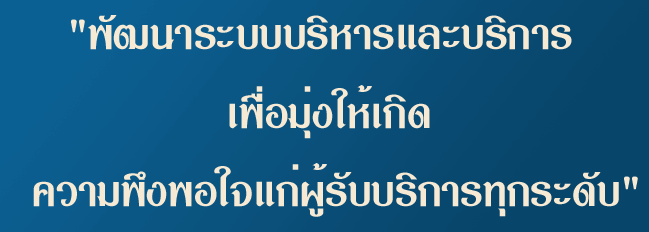 "พัฒนาระบบบริหารและบริการ
เพื่อมุ่งให้เกิด
ความพึงพอใจแก่ผู้รับบริการทุกระดับ"